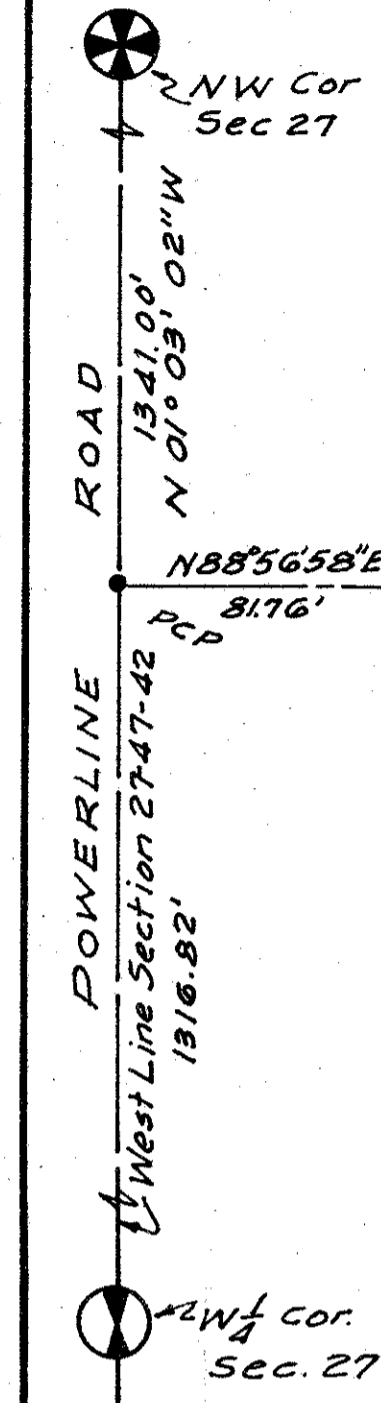 NW Cor
Sec 27
1341.00'
N 01° 03' 02" W
POWERLINE ROAD
N88°56'58"E
81.76'
PCP
West Line Section 27-47-42
1316.82'
W 1/4 Cor.
Sec. 27